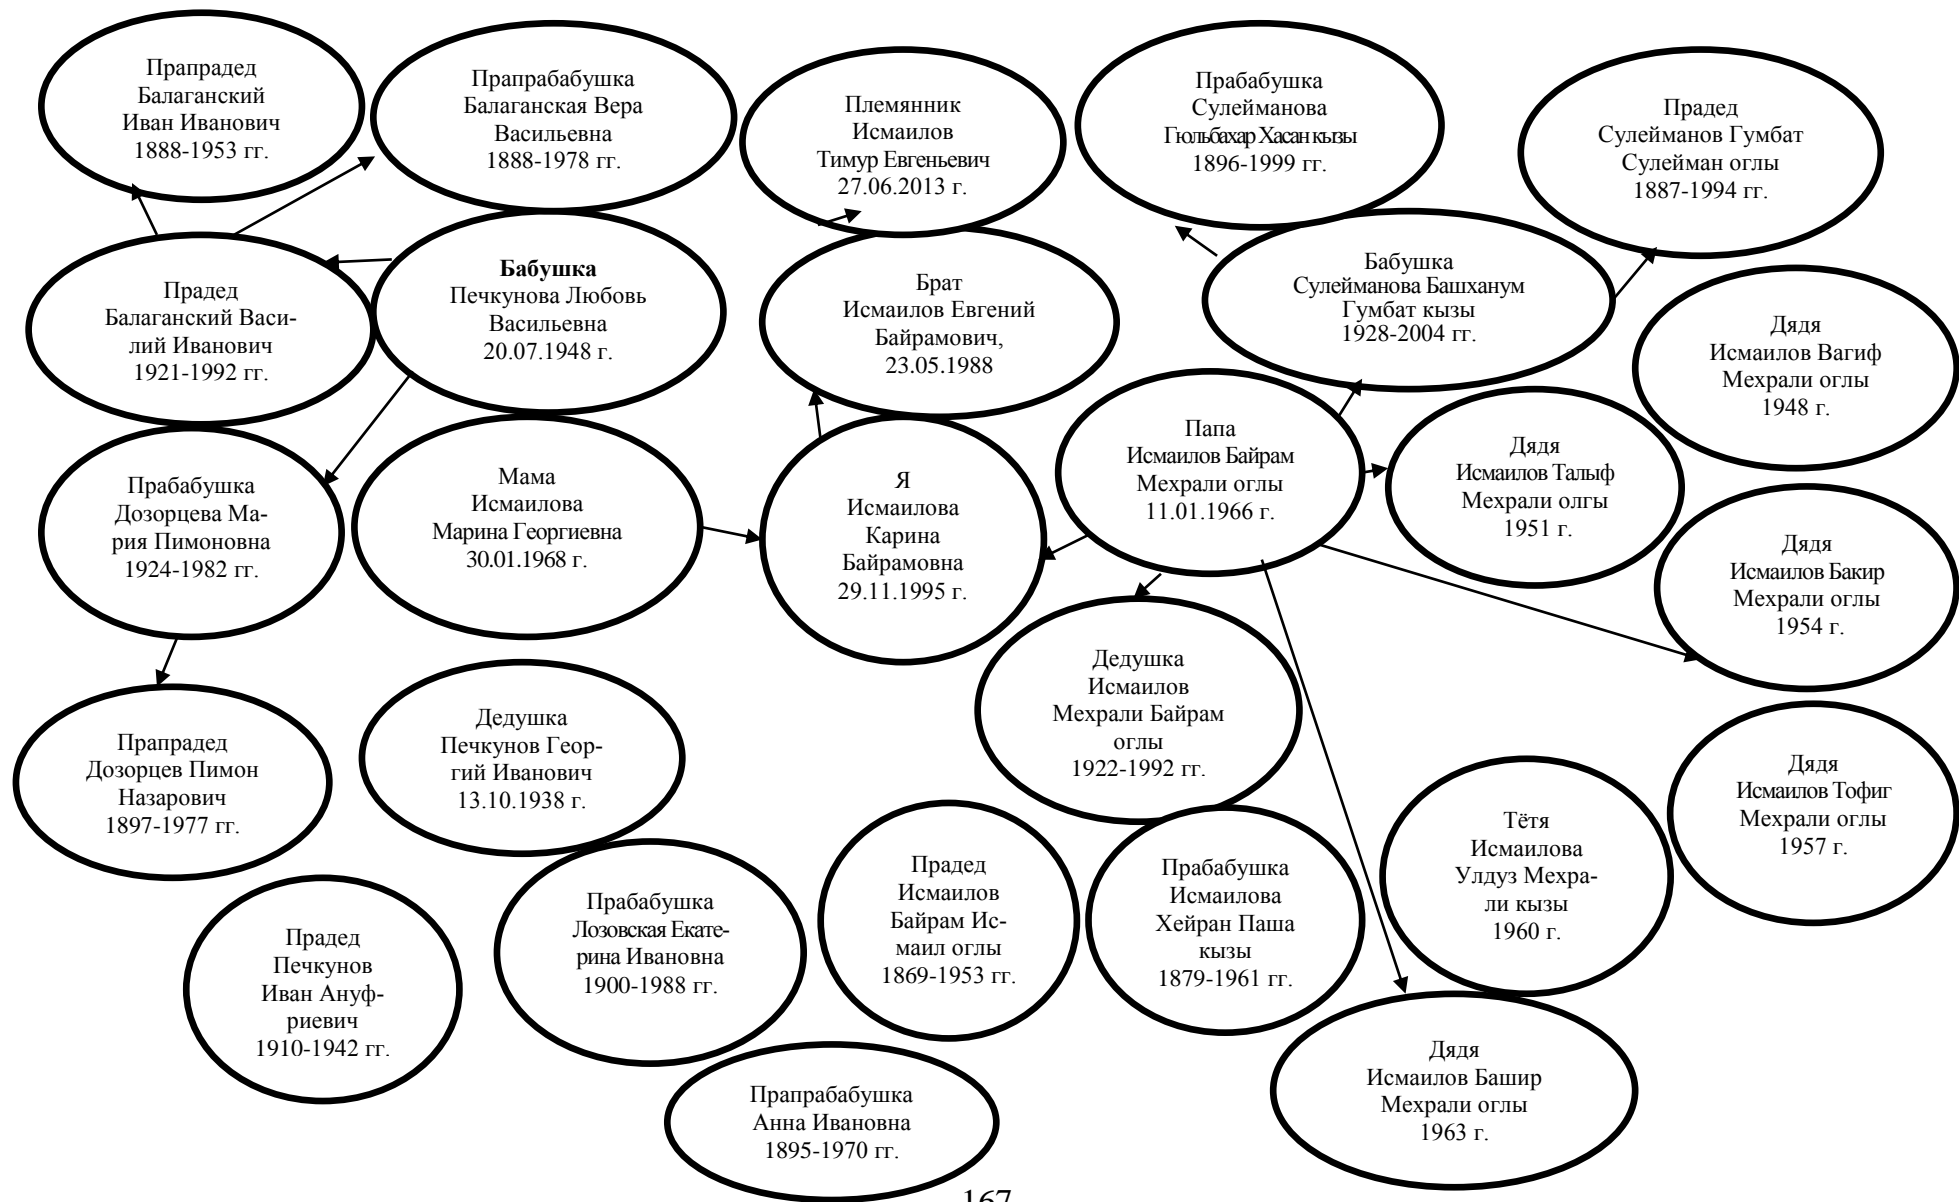 Прапрадед
Балаганский
Иван Иванович
1888-1953 гг.
Прапрабабушка
Балаганская Вера
Васильевна
1888-1978 гг.
Племянник
Исмаилов
Тимур Евгеньевич
27.06.2013 г.
Прабабушка
Сулейманова
Гюльбахар Хасан кызы
1896-1999 гг.
Прадед
Сулейманов Гумбат
Сулейман оглы
1887-1994 гг.
Прадед
Балаганский Васи-
лий Иванович
1921-1992 гг.
Бабушка
Печкунова Любовь
Васильевна
20.07.1948 г.
Брат
Исмаилов Евгений
Байрамович,
23.05.1988
Бабушка
Сулейманова Башханум
Гумбат кызы
1928-2004 гг.
Дядя
Исмаилов Вагиф
Мехрали оглы
1948 г.
Прабабушка
Дозорцева Ма-
рия Пимоновна
1924-1982 гг.
Мама
Исмаилова
Марина Георгиевна
30.01.1968 г.
Я
Исмаилова
Карина
Байрамовна
29.11.1995 г.
Папа
Исмаилов Байрам
Мехрали оглы
11.01.1966 г.
Дядя
Исмаилов Талыф
Мехрали олгы
1951 г.
Дядя
Исмаилов Бакир
Мехрали оглы
1954 г.
Прапрадед
Дозорцев Пимон
Назарович
1897-1977 гг.
Дедушка
Печкунов Геор-
гий Иванович
13.10.1938 г.
Дедушка
Исмаилов
Мехрали Байрам
оглы
1922-1992 гг.
Тётя
Исмаилова
Улдуз Мехра-
ли кызы
1960 г.
Дядя
Исмаилов Тофиг
Мехрали оглы
1957 г.
Прадед
Печкунов
Иван Ануф-
риевич
1910-1942 гг.
Прабабушка
Лозовская Екате-
рина Ивановна
1900-1988 гг.
Прадед
Исмаилов
Байрам Ис-
маил оглы
1869-1953 гг.
Прабабушка
Исмаилова
Хейран Паша
кызы
1879-1961 гг.
Прапрабабушка
Анна Ивановна
1895-1970 гг.
Дядя
Исмаилов Башир
Мехрали оглы
1963 г.
167